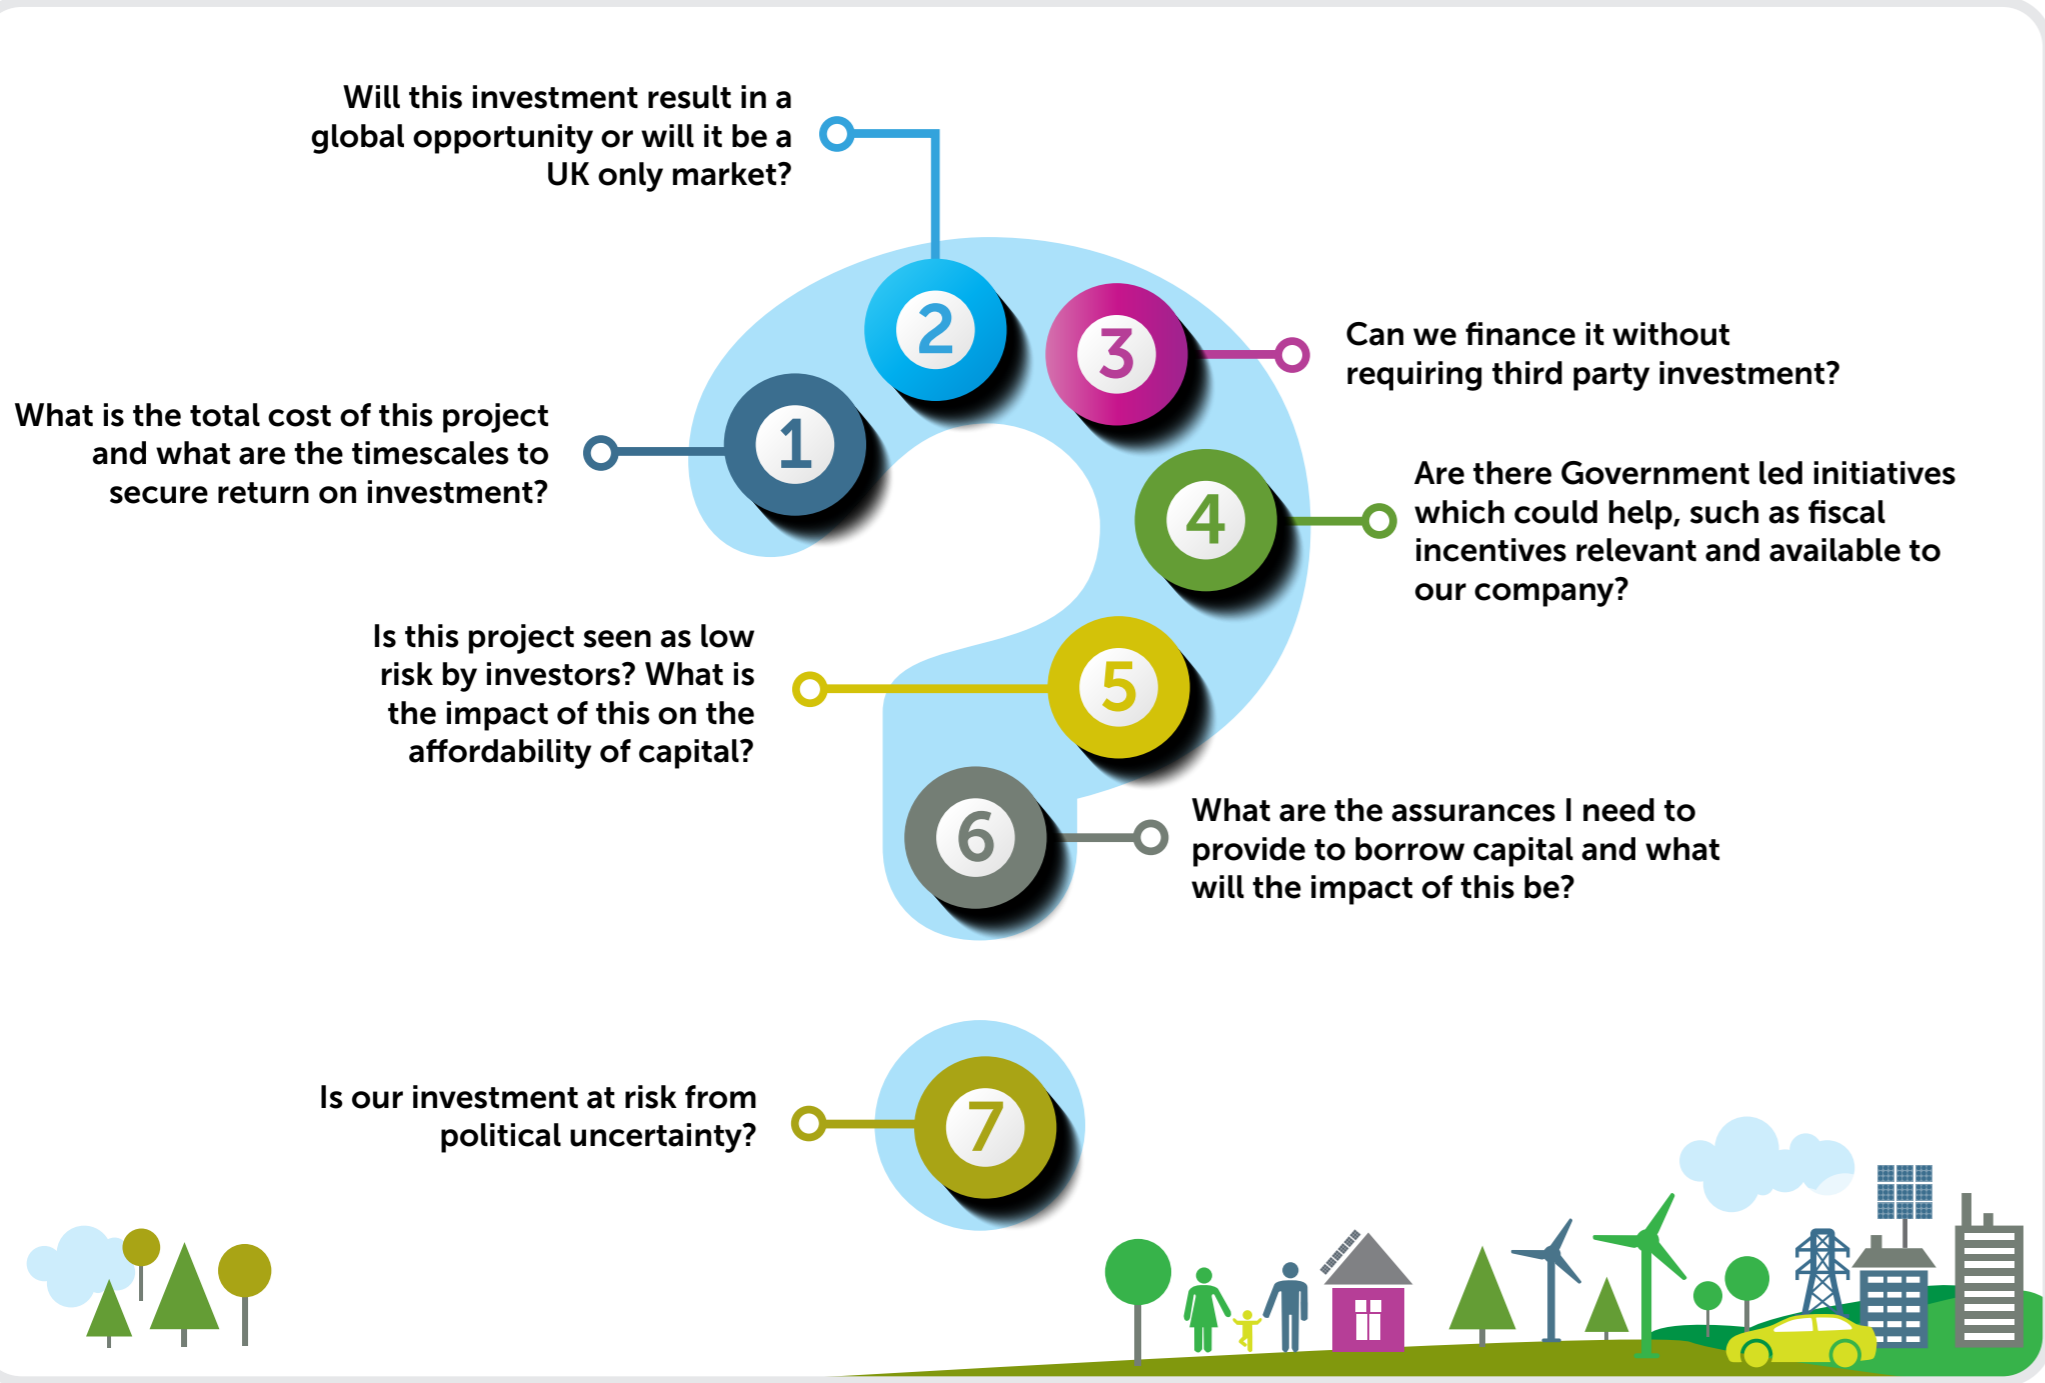 Will this investment result in a
global opportunity or will it be a
UK only market?
2
3
Can we finance it without
requiring third party investment?
What is the total cost of this project
and what are the timescales to
secure return on investment?
1
4
Are there Government led initiatives
which could help, such as fiscal
incentives relevant and available to
our company?
Is this project seen as low
risk by investors? What is
the impact of this on the
affordability of capital?
5
6
What are the assurances I need to
provide to borrow capital and what
will the impact of this be?
Is our investment at risk from
political uncertainty?
7